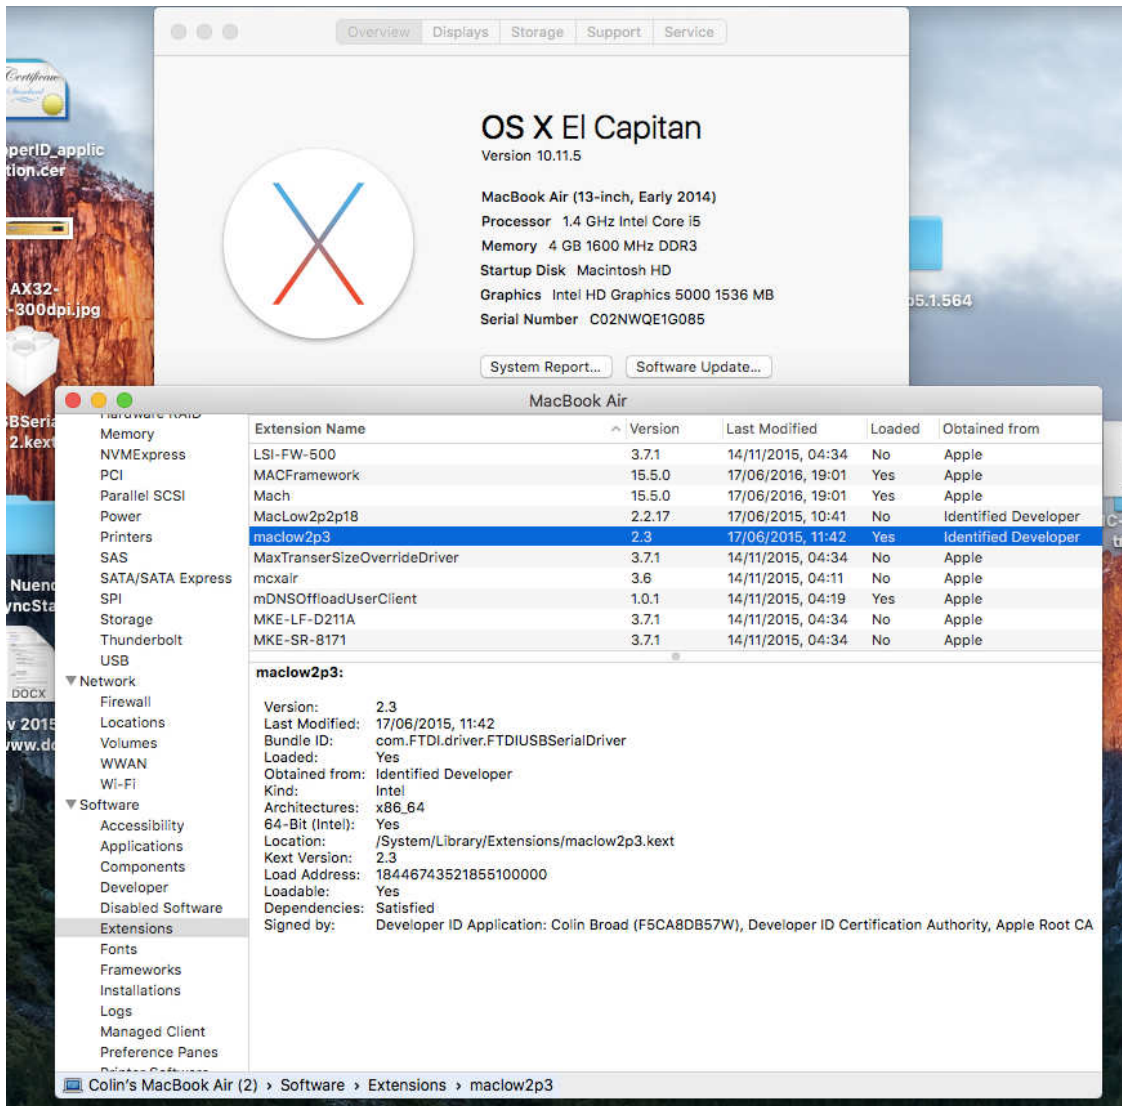 Overview Displays Storage Support Service
Certificate
Standard
perID_applic
tion.cer
OS X El Capitan
Version 10.11.5
MacBook Air (13-inch, Early 2014)
Processor 1.4 GHz Intel Core i5
Memory 4 GB 1600 MHz DDR3
Startup Disk Macintosh HD
Graphics Intel HD Graphics 5000 1536 MB
Serial Number C02NWQE1G085
System Report... Software Update...
AX32-
-300dpi.jpg
5.1.564
BSeria
2.kext
MacBook Air
Hardware RAID
Memory
NVMExpress
PCI
Parallel SCSI
Power
Printers
SAS
SATA/SATA Express
SPI
Storage
Thunderbolt
USB
Network
Firewall
Locations
Volumes
WWAN
Wi-Fi
Software
Accessibility
Applications
Components
Developer
Disabled Software
Extensions
Fonts
Frameworks
Installations
Logs
Managed Client
Preference Panes
Printer Software
Extension Name Version Last Modified Loaded Obtained from
LSI-FW-500 3.7.1 14/11/2015, 04:34 No Apple
MACFramework 15.5.0 17/06/2016, 19:01 Yes Apple
Mach 15.5.0 17/06/2016, 19:01 Yes Apple
MacLow2p2p18 2.2.17 17/06/2015, 10:41 No Identified Developer
maclow2p3 2.3 17/06/2015, 11:42 Yes Identified Developer
MaxTranserSizeOverrideDriver 3.7.1 14/11/2015, 04:34 No Apple
mcxalr 3.6 14/11/2015, 04:11 No Apple
mDNSOffloadUserClient 1.0.1 14/11/2015, 04:19 Yes Apple
MKE-LF-D211A 3.7.1 14/11/2015, 04:34 No Apple
MKE-SR-8171 3.7.1 14/11/2015, 04:34 No Apple
maclow2p3:
Version: 2.3
Last Modified: 17/06/2015, 11:42
Bundle ID: com.FTDI.driver.FTDIUSBSerialDriver
Loaded: Yes
Obtained from: Identified Developer
Kind: Intel
Architectures: x86_64
64-Bit (Intel): Yes
Location: /System/Library/Extensions/maclow2p3.kext
Kext Version: 2.3
Load Address: 18446743521855100000
Loadable: Yes
Dependencies: Satisfied
Signed by: Developer ID Application: Colin Broad (F5CA8DB57W), Developer ID Certification Authority, Apple Root CA
Nueno
yncSta
DOCX
v 2015
www.do
Colin's MacBook Air (2) › Software › Extensions › maclow2p3